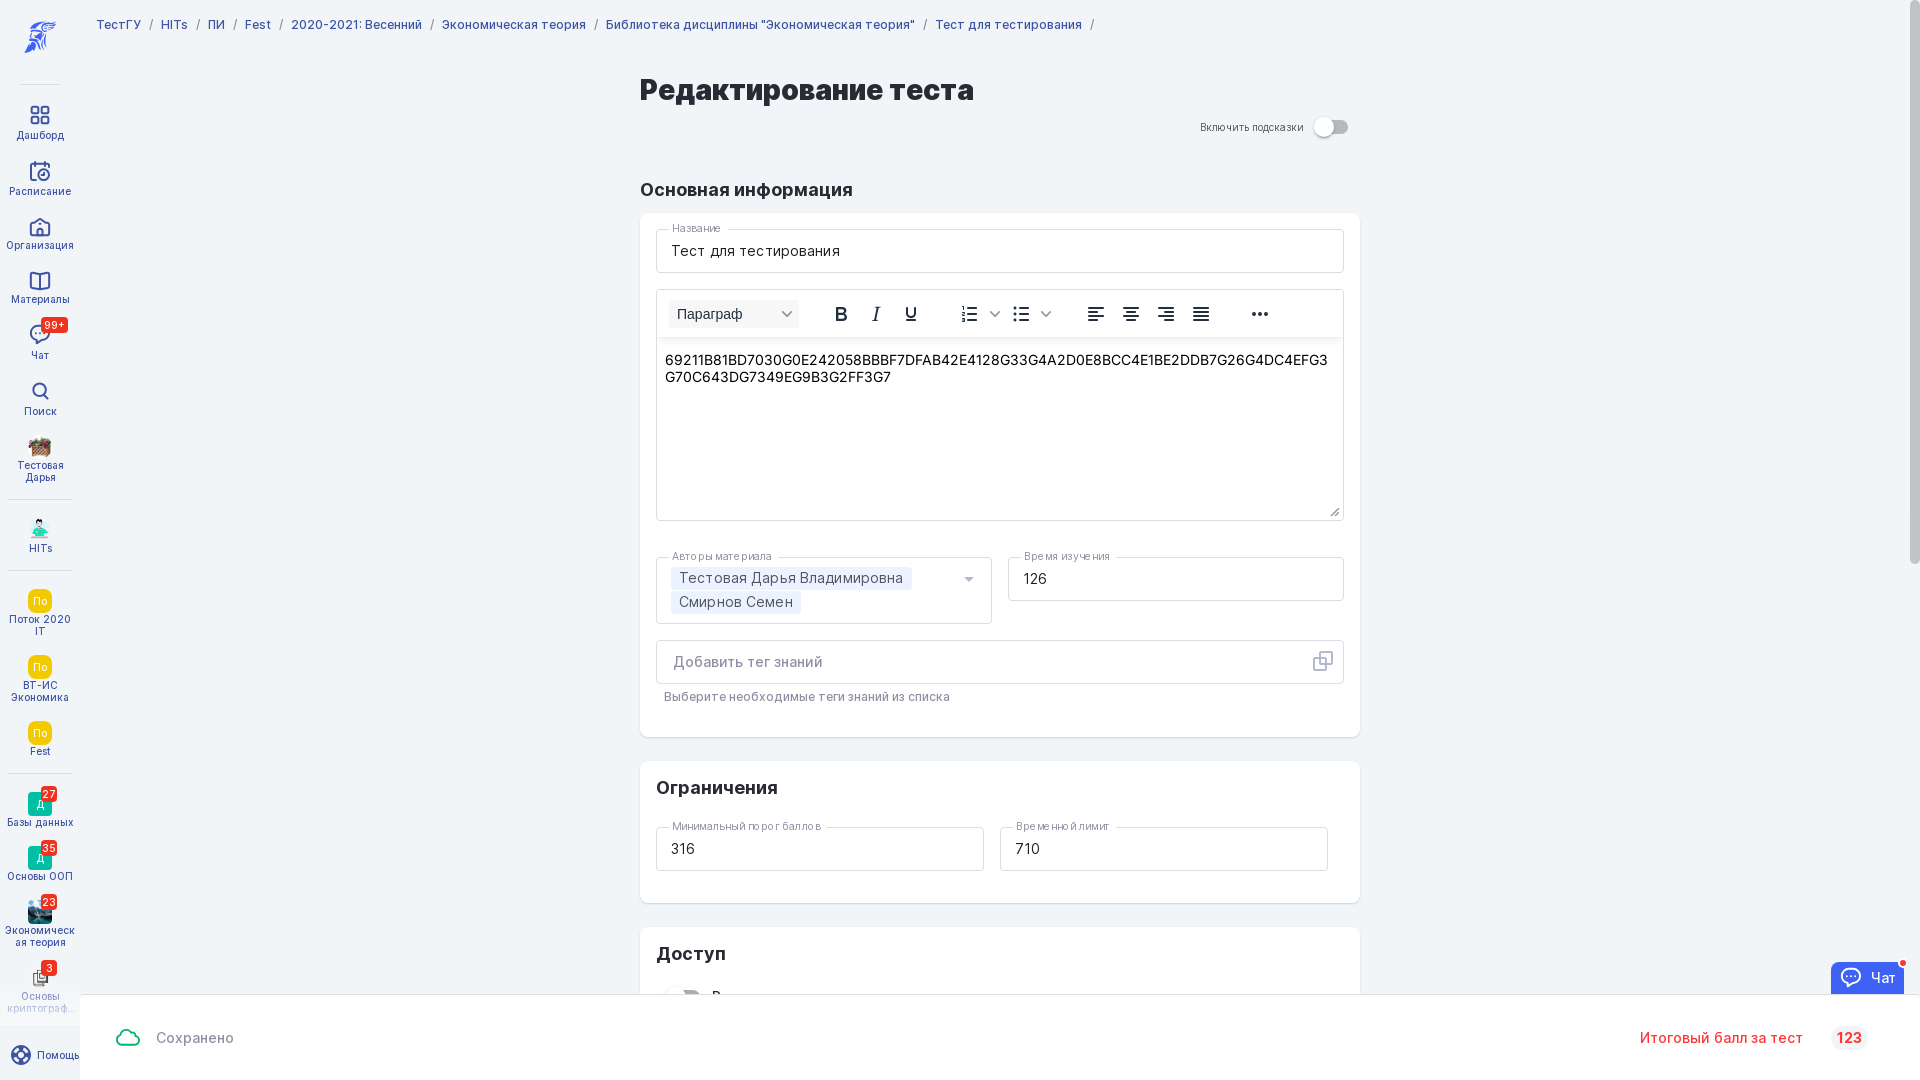 ТестГУ / HITs / ПИ / Fest / 2020-2021: Весенний / Экономическая теория / Библиотека дисциплины "Экономическая теория" / Тест для тестирования /
Дашборд
Расписание
Организация
Материалы
99+
Чат
Поиск
Тестовая
Дарья
HITs
По
Поток 2020
IT
По
ВТ-ИС
Экономика
По
Fest
27
Д
Базы данных
35
Д
Основы ООП
23
Экономическ
ая теория
3
Основы
криптограф...
Помощь
Редактирование теста
Включить подсказки
Основная информация
Название
Тест для тестирования
Параграф
69211B81BD7030G0E242058BBBF7DFAB42E4128G33G4A2D0E8BCC4E1BE2DDB7G26G4DC4EFG3
G70C643DG7349EG9B3G2FF3G7
Авторы материала
Тестовая Дарья Владимировна
Смирнов Семен
Время изучения
126
Добавить тег знаний
Выберите необходимые теги знаний из списка
Ограничения
Минимальный порог баллов
316
Временной лимит
710
Доступ
Чат
Сохранено
Итоговый балл за тест 123